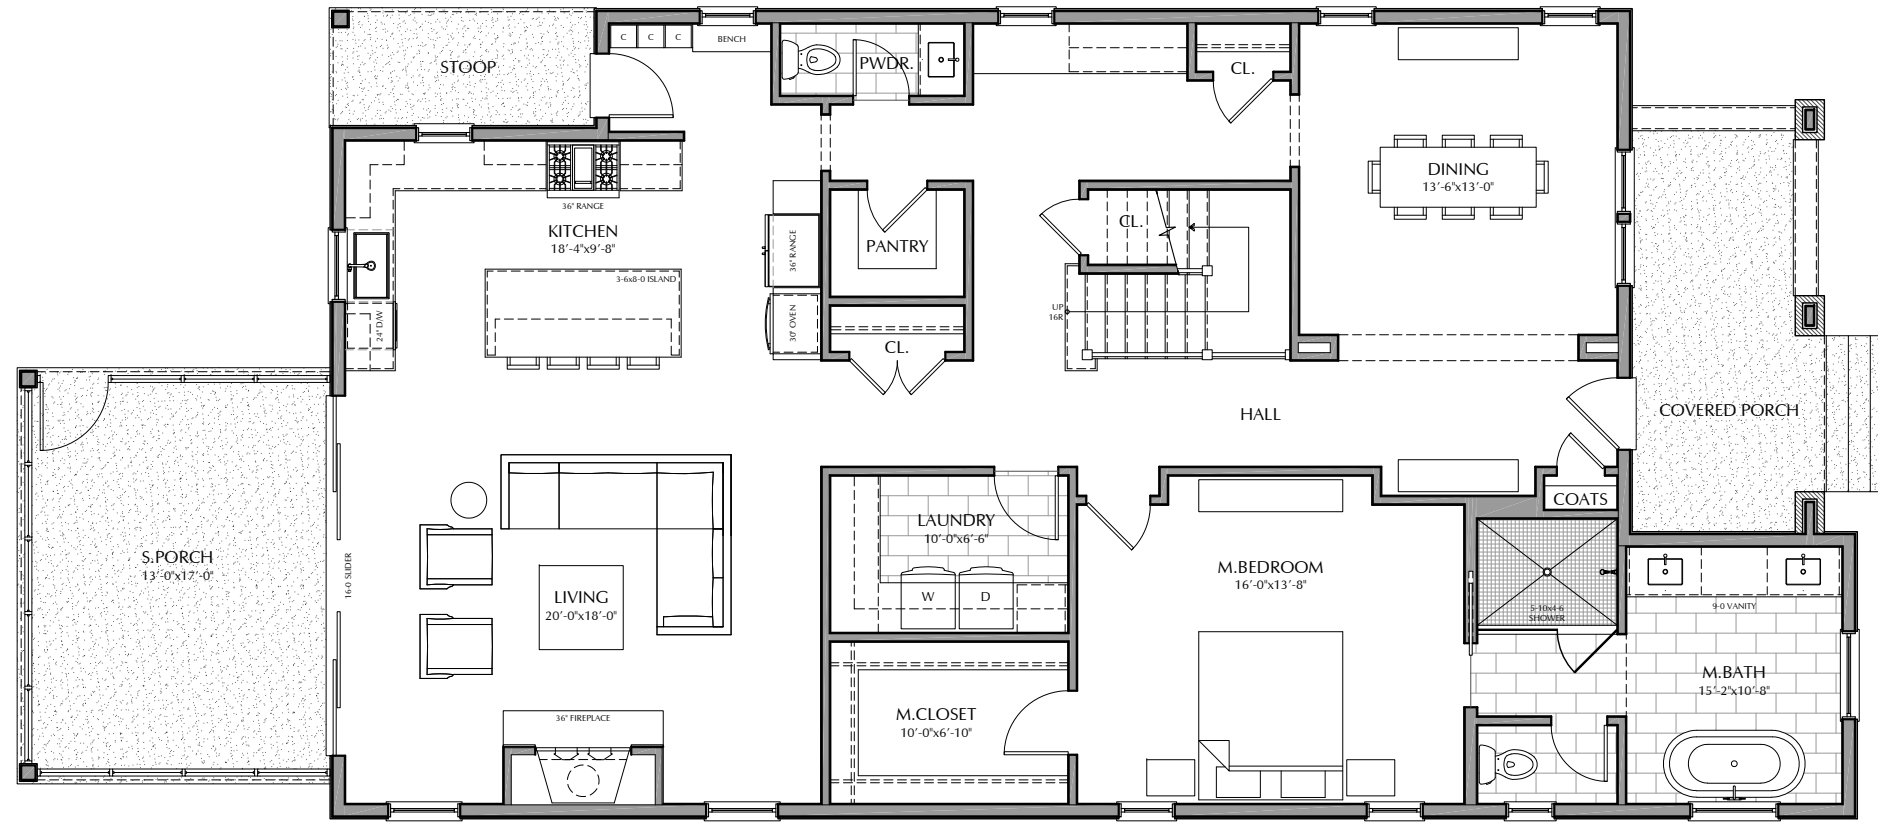 STOOP
C C C BENCH
PWDR.
CL.
36" RANGE
KITCHEN
18'-4"x9'-8"
3-6x8-0 ISLAND
24" D/W
36" RANGE
30" OVEN
PANTRY
CL.
CL.
UP
16R
DINING
13'-6"x13'-0"
HALL
COVERED PORCH
COATS
S.PORCH
13'-0"x17'-0"
16-0 SLIDER
LIVING
20'-0"x18'-0"
36" FIREPLACE
LAUNDRY
10'-0"x6'-6"
W D
M.CLOSET
10'-0"x6'-10"
M.BEDROOM
16'-0"x13'-8"
5-10x4-6
SHOWER
9-0 VANITY
M.BATH
15'-2"x10'-8"